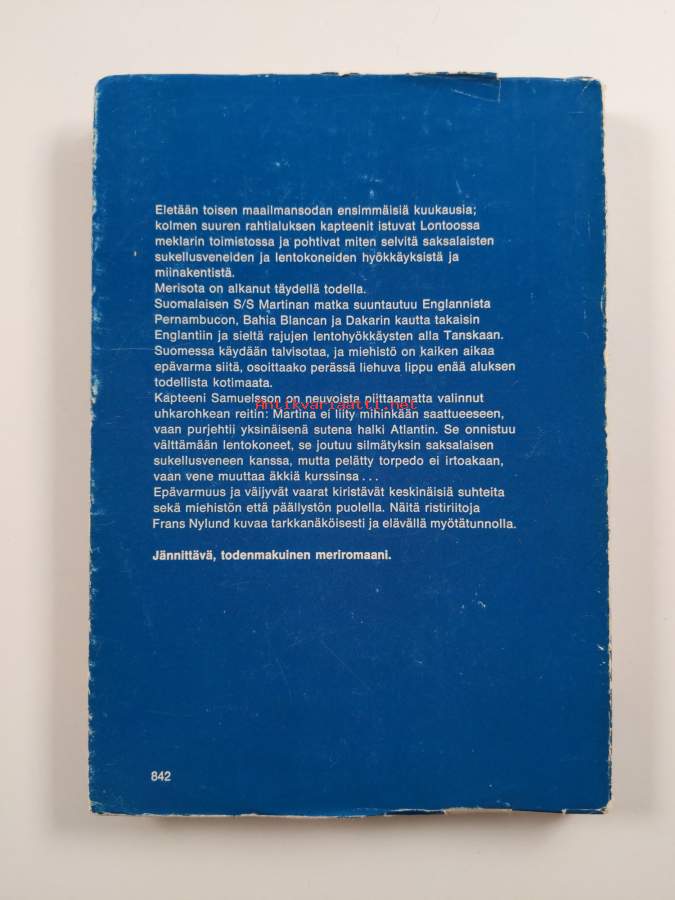 Eletään toisen maailmansodan ensimmäisiä kuukausia;
kolmen suuren rahtialuksen kapteenit istuvat Lontoossa
meklarin toimistossa ja pohtivat miten selvitä saksalaisten
sukellusveneiden ja lentokoneiden hyökkäyksistä ja
miinakentistä.
Merisota on alkanut täydellä todella.
Suomalaisen S/S Martinan matka suuntautuu Englannista
Pernambucon, Bahia Blancan ja Dakarin kautta takaisin
Englantiin ja sieltä rajujen lentohyökkäysten alla Tanskaan.
Suomessa käydään talvisotaa, ja miehistö on kaiken aikaa
epävarma siitä, osoittaako perässä liehuva lippu enää aluksen
todellista kotimaata.
Kapteeni Samuelsson on neuvoista piittaamatta valinnut
Antikvariaatti.net
uhkarohkean reitin: Martina ei liity mihinkään saattueeseen,
vaan purjehtii yksinäisenä sutena halki Atlantin. Se onnistuu
välttämään lentokoneet, se joutuu silmätyksin saksalaisen
sukellusveneen kanssa, mutta pelätty torpedo ei irtoakaan,
vaan vene muuttaa äkkiä kurssinsa...
Epävarmuus ja väijyvät vaarat kiristävät keskinäisiä suhteita
sekä miehistön että päällystön puolella. Näitä ristiriitoja
Frans Nylund kuvaa tarkkanäköisesti ja elävällä myötätunnolla.
Jännittävä, todenmakuinen meriromaani.
842